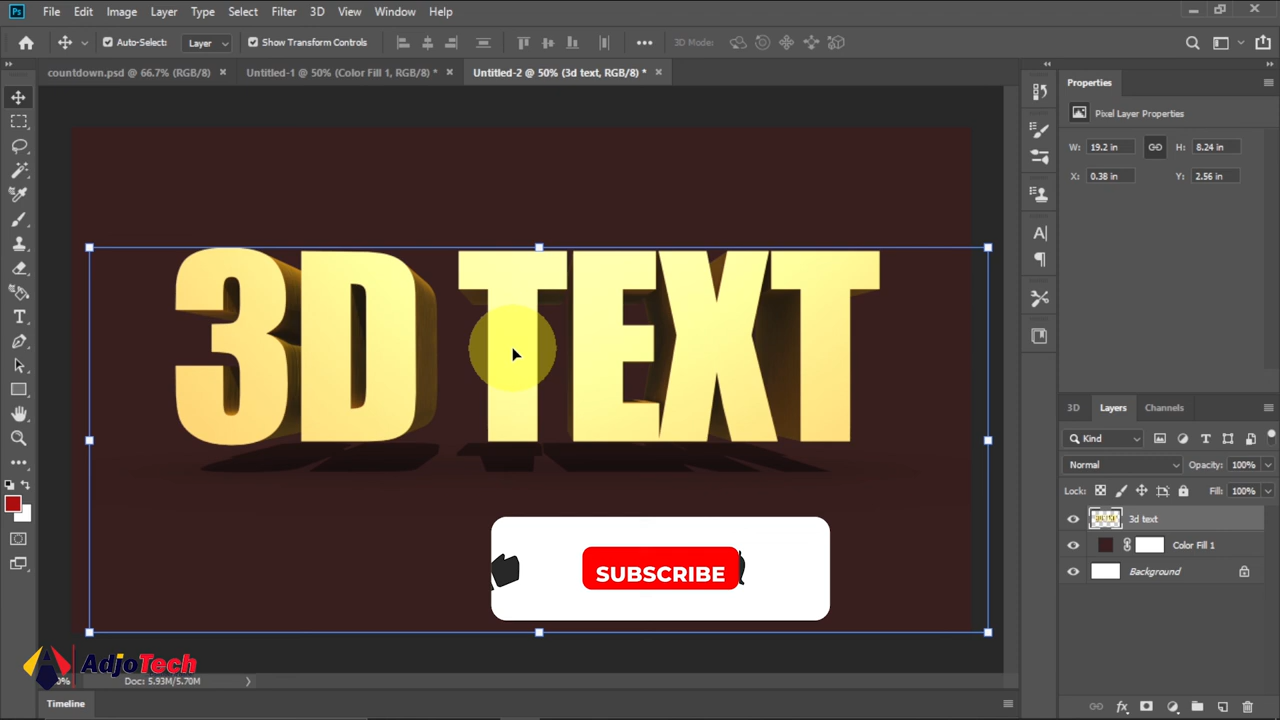 Ps File Edit Image Layer Type Select Filter 3D View Window Help
Auto-Select: Layer Show Transform Controls 3D Mode:
countdown.psd @ 66.7% (RGB/8) Untitled-1 @ 50% (Color Fill 1, RGB/8) * Untitled-2 @ 50% (3d text, RGB/8) *
Properties
Pixel Layer Properties
W: 19.2 in H: 8.24 in
X: 0.38 in Y: 2.56 in
3D TEXT
3D Layers Channels
Kind
Normal Opacity: 100%
Lock: Fill: 100%
3d text
Color Fill 1
Background
SUBSCRIBE
AdjoTech
Doc: 5.93M/5.70M
Timeline